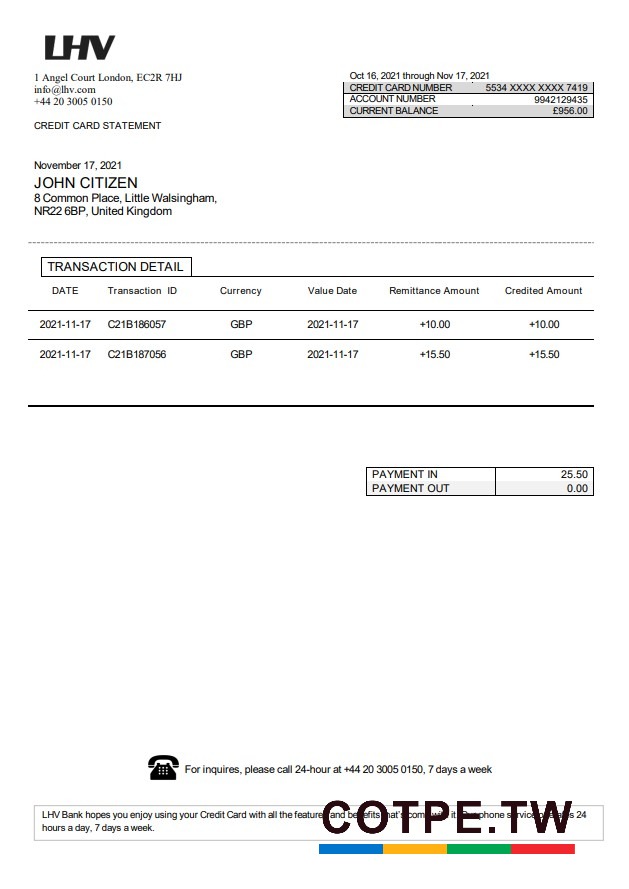 LHV
1 Angel Court London, EC2R 7HJ
info@lhv.com
+44 20 3005 0150
CREDIT CARD STATEMENT
Oct 16, 2021 through Nov 17, 2021
CREDIT CARD NUMBER 5534 XXXX XXXX 7419
ACCOUNT NUMBER 9942129435
CURRENT BALANCE £956.00
November 17, 2021
JOHN CITIZEN
8 Common Place, Little Walsingham,
NR22 6BP, United Kingdom
TRANSACTION DETAIL
DATE Transaction ID Currency Value Date Remittance Amount Credited Amount
2021-11-17 C21B186057 GBP 2021-11-17 +10.00 +10.00
2021-11-17 C21B187056 GBP 2021-11-17 +15.50 +15.50
PAYMENT IN 25.50
PAYMENT OUT 0.00
For inquires, please call 24-hour at +44 20 3005 0150, 7 days a week
LHV Bank hopes you enjoy using your Credit Card with all the features and benefits that's come with it. Our phone service operates 24
hours a day, 7 days a week.
COTPE.TW